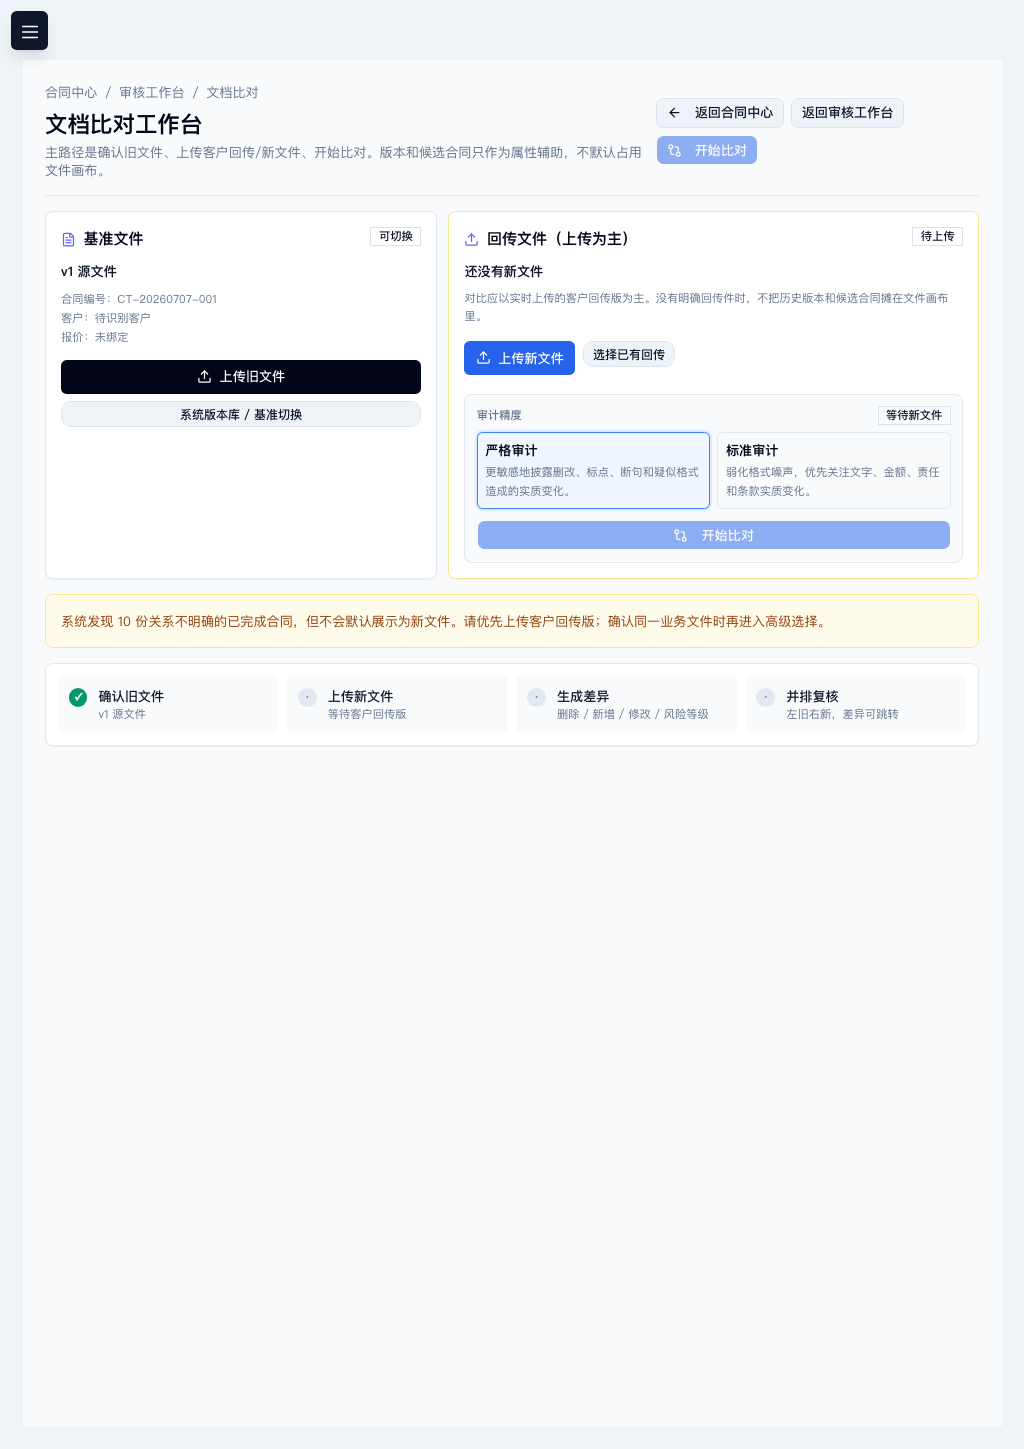 合同中心 / 审核工作台 / 文档比对
文档比对工作台
主路径是确认旧文件、上传客户回传/新文件、开始比对。版本和候选合同只作为属性辅助，不默认占用
文件画布。
返回合同中心
返回审核工作台
开始比对
基准文件
可切换
v1 源文件
合同编号：CT-20260707-001
客户：待识别客户
报价：未绑定
上传旧文件
系统版本库 / 基准切换
回传文件（上传为主）
待上传
还没有新文件
对比应以实时上传的客户回传版为主。没有明确回传件时，不把历史版本和候选合同摊在文件画布
里。
上传新文件
选择已有回传
审计精度
等待新文件
严格审计
更敏感地披露删改、标点、断句和疑似格式
造成的实质变化。
标准审计
弱化格式噪声，优先关注文字、金额、责任
和条款实质变化。
开始比对
系统发现 10 份关系不明确的已完成合同，但不会默认展示为新文件。请优先上传客户回传版；确认同一业务文件时再进入高级选择。
确认旧文件
v1 源文件
上传新文件
等待客户回传版
生成差异
删除 / 新增 / 修改 / 风险等级
并排复核
左旧右新，差异可跳转